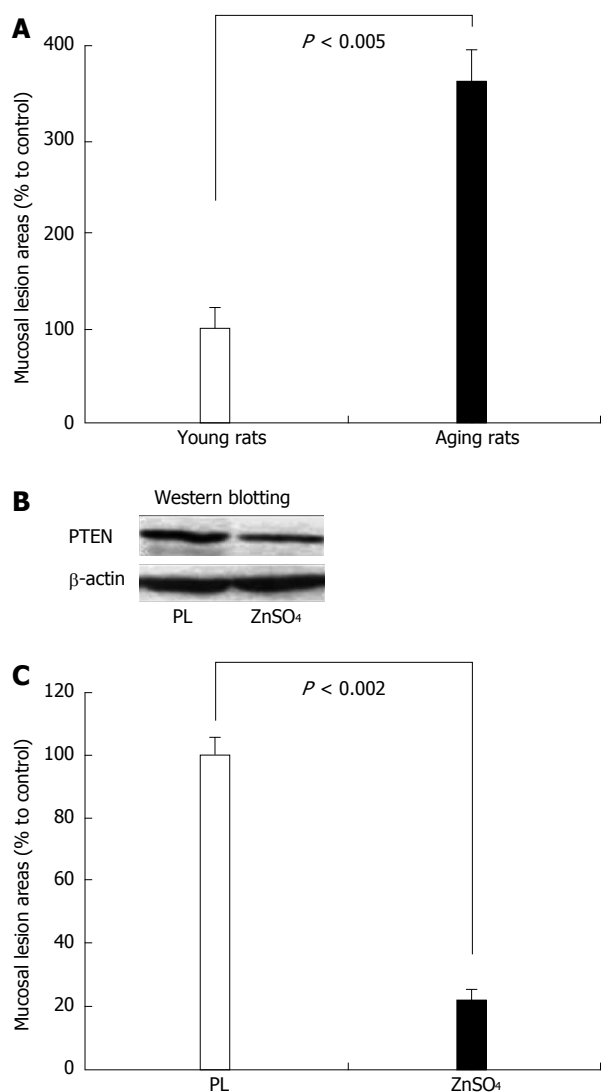 A
P < 0.005
Mucosal lesion areas (% to control)
400
300
200
100
0
Young rats Aging rats
B
Western blotting
PTEN
β-actin
PL ZnSO₄
C
P < 0.002
Mucosal lesion areas (% to control)
120
100
80
60
40
20
0
PL ZnSO₄